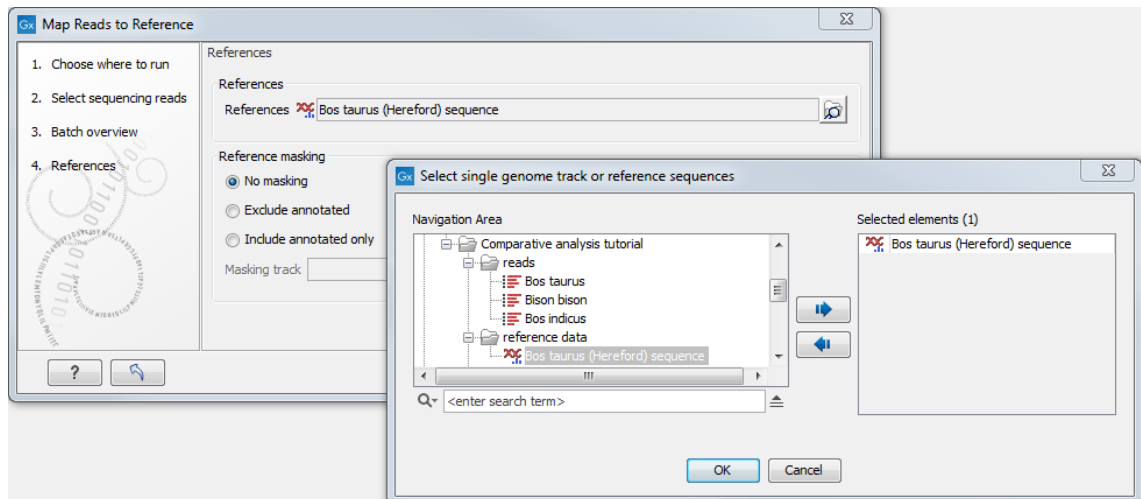 Gx Map Reads to Reference
1. Choose where to run
2. Select sequencing reads
3. Batch overview
4. References
References
References
References Bos taurus (Hereford) sequence
Reference masking
No masking
Exclude annotated
Include annotated only
Masking track
?
Gx Select single genome track or reference sequences
Navigation Area
Comparative analysis tutorial
reads
Bos taurus
Bison bison
Bos indicus
reference data
Bos taurus (Hereford) sequence
<enter search term>
Selected elements (1)
Bos taurus (Hereford) sequence
OK
Cancel